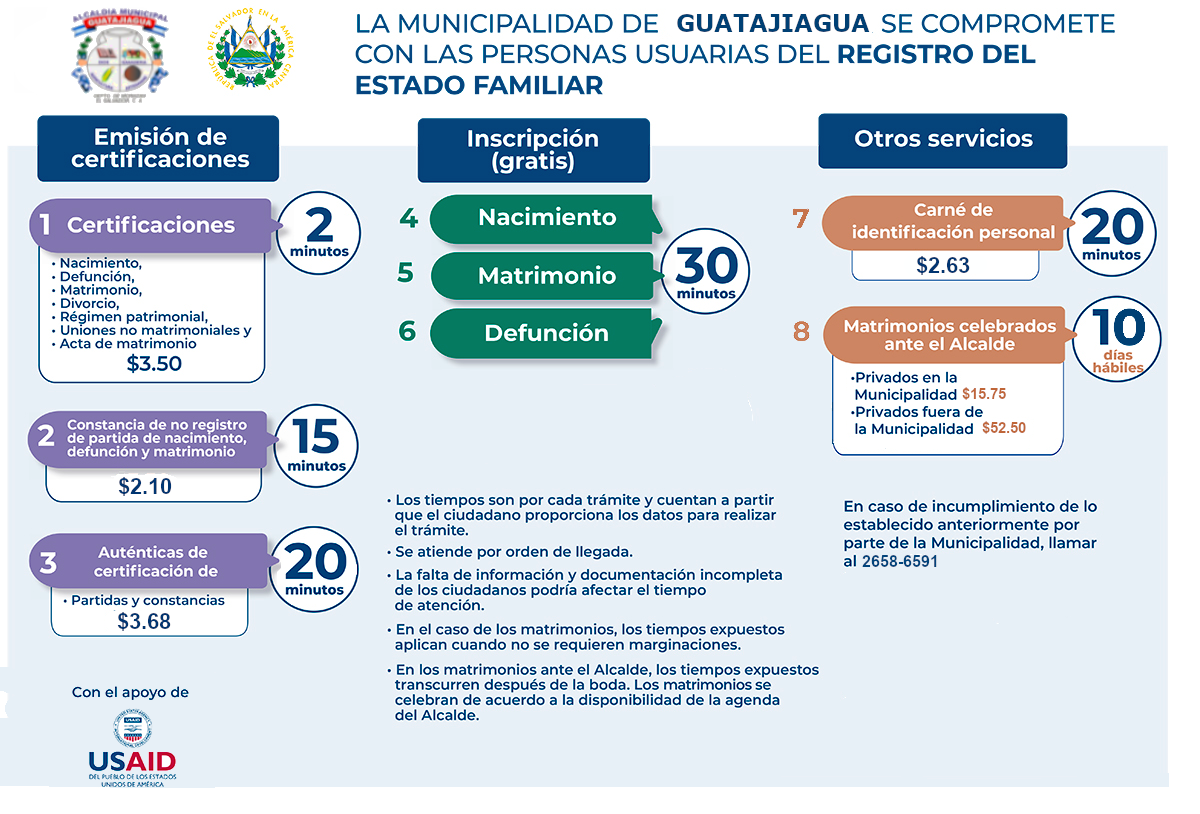 ALCALDIA MUNICIPAL
GUATAJIAGUA
REPÚBLICA DE EL SALVADOR EN LA AMÉRICA CENTRAL
LA MUNICIPALIDAD DE GUATAJIAGUA SE COMPROMETE
CON LAS PERSONAS USUARIAS DEL REGISTRO DEL
ESTADO FAMILIAR
Emisión de
certificaciones
1 Certificaciones
2
minutos
• Nacimiento,
• Defunción,
• Matrimonio,
• Divorcio,
• Régimen patrimonial,
• Uniones no matrimoniales y
• Acta de matrimonio
$3.50
2 Constancia de no registro
de partida de nacimiento,
defunción y matrimonio
15
minutos
$2.10
3 Auténticas de
certificación de
20
minutos
• Partidas y constancias
$3.68
Con el apoyo de
USAID
USAID
DEL PUEBLO DE LOS ESTADOS
UNIDOS DE AMÉRICA
Inscripción
(gratis)
4 Nacimiento
5 Matrimonio
6 Defunción
30
minutos
• Los tiempos son por cada trámite y cuentan a partir
que el ciudadano proporciona los datos para realizar
el trámite.
• Se atiende por orden de llegada.
• La falta de información y documentación incompleta
de los ciudadanos podría afectar el tiempo
de atención.
• En el caso de los matrimonios, los tiempos expuestos
aplican cuando no se requieren marginaciones.
• En los matrimonios ante el Alcalde, los tiempos expuestos
transcurren después de la boda. Los matrimonios se
celebran de acuerdo a la disponibilidad de la agenda
del Alcalde.
Otros servicios
7 Carné de
identificación personal
20
minutos
$2.63
8 Matrimonios celebrados
ante el Alcalde
10
días
hábiles
•Privados en la
Municipalidad $15.75
•Privados fuera de
la Municipalidad $52.50
En caso de incumplimiento de lo
establecido anteriormente por
parte de la Municipalidad, llamar
al 2658-6591